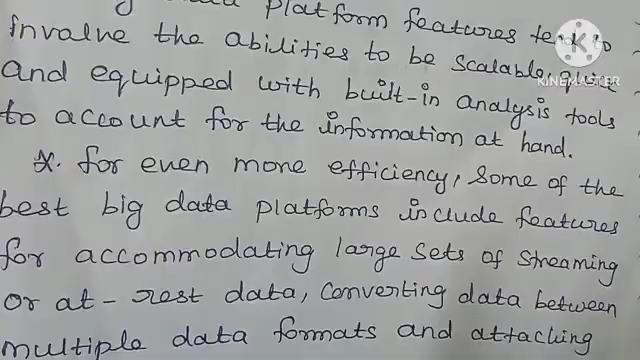 platform features tend to
involve the abilities to be scalable, quick
and equipped with built-in analysis tools
to account for the information at hand.
*. for even more efficiency, some of the
best big data platforms include features
for accommodating large sets of streaming
or at-rest data, converting data between
multiple data formats and attaching
KINEMASTER